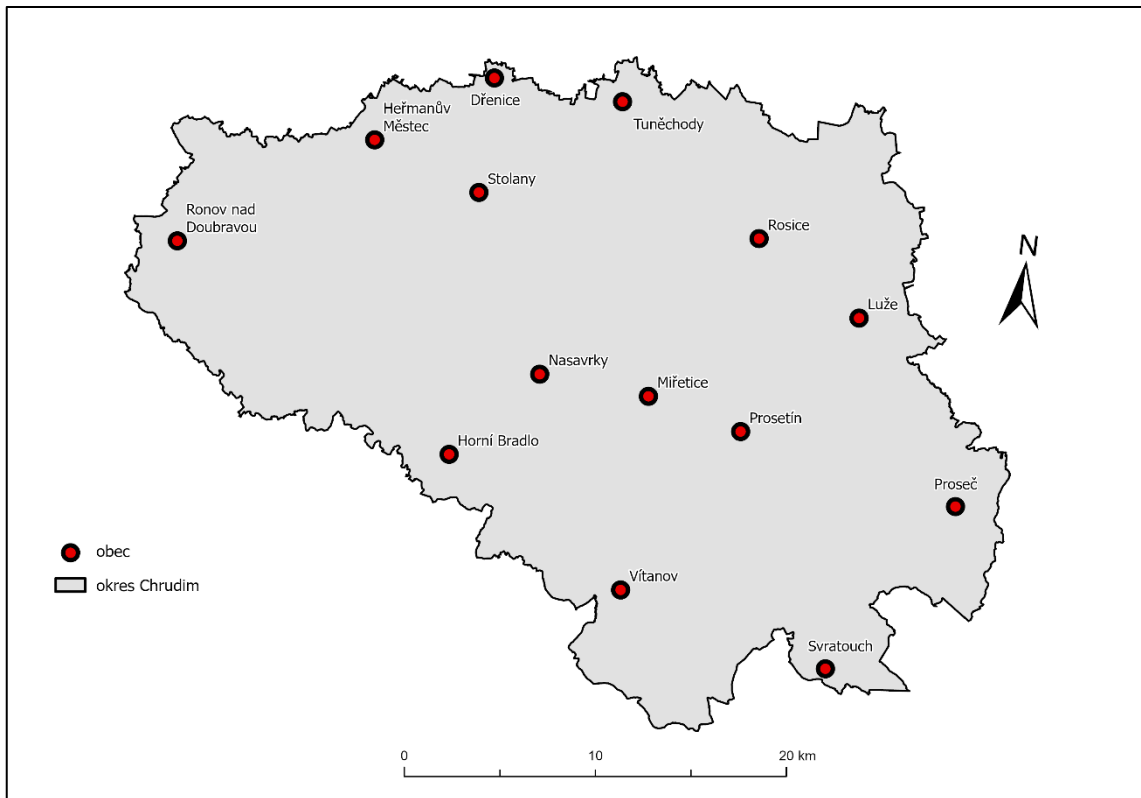 Dřenice
Heřmanův
Městec
Tuněchody
Stolany
Ronov nad
Doubravou
Rosice
N
Luže
Nasavrky
Miřetice
Prosetín
Horní Bradlo
Proseč
obec
okres Chrudim
Vítanov
Svratouch
0
10
20 km